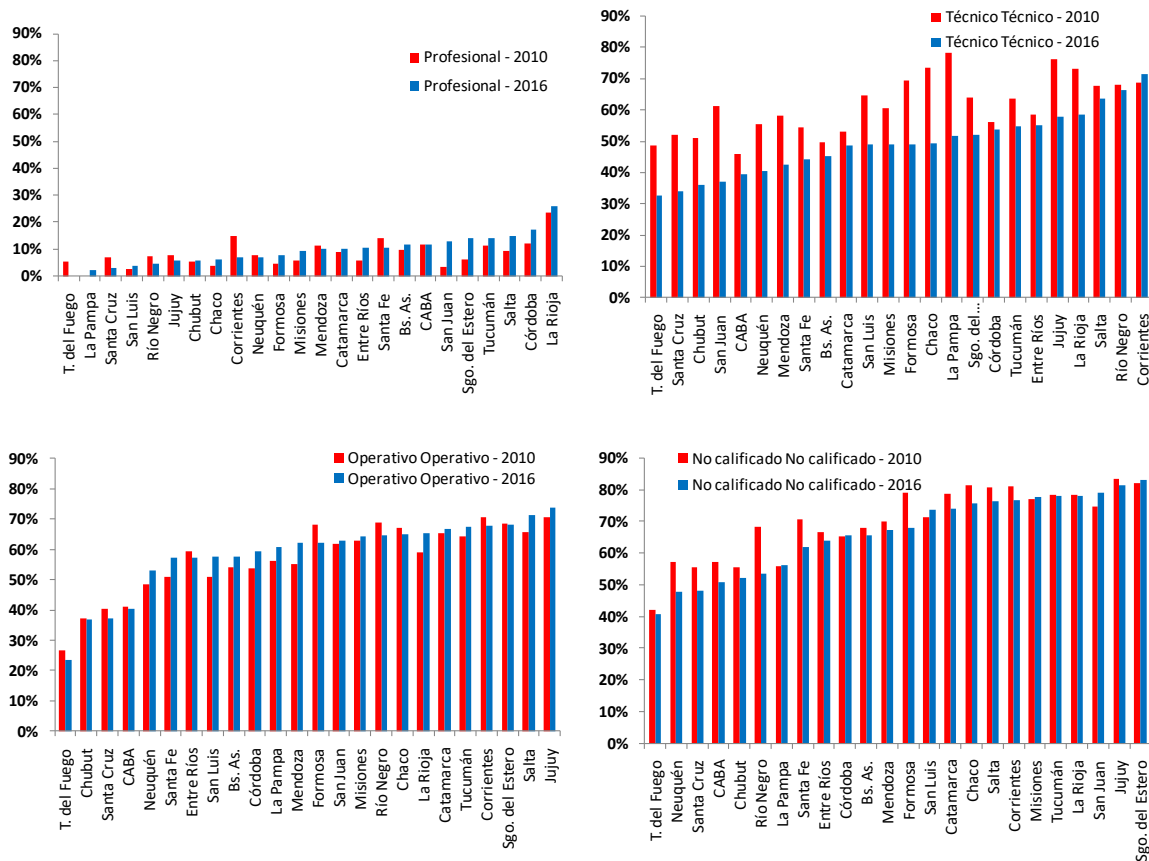 90%
80%
70%
60%
50%
40%
30%
20%
10%
0%
Profesional - 2010
Profesional - 2016
T. del Fuego
La Pampa
Santa Cruz
San Luis
Río Negro
Jujuy
Chubut
Chaco
Corrientes
Neuquén
Formosa
Misiones
Mendoza
Catamarca
Entre Ríos
Santa Fe
Bs. As.
CABA
San Juan
Sgo. del Estero
Tucumán
Salta
Córdoba
La Rioja
90%
80%
70%
60%
50%
40%
30%
20%
10%
0%
Técnico Técnico - 2010
Técnico Técnico - 2016
T. del Fuego
Santa Cruz
Chubut
San Juan
CABA
Neuquén
Mendoza
Santa Fe
Bs. As.
Catamarca
San Luis
Misiones
Formosa
Chaco
La Pampa
Sgo. del...
Córdoba
Tucumán
Entre Ríos
Jujuy
La Rioja
Salta
Río Negro
Corrientes
90%
80%
70%
60%
50%
40%
30%
20%
10%
0%
Operativo Operativo - 2010
Operativo Operativo - 2016
T. del Fuego
Chubut
Santa Cruz
CABA
Neuquén
Santa Fe
Entre Ríos
San Luis
Bs. As.
Córdoba
La Pampa
Mendoza
Formosa
San Juan
Misiones
Río Negro
Chaco
La Rioja
Catamarca
Tucumán
Corrientes
Sgo. del Estero
Salta
Jujuy
90%
80%
70%
60%
50%
40%
30%
20%
10%
0%
No calificado No calificado - 2010
No calificado No calificado - 2016
T. del Fuego
Neuquén
Santa Cruz
CABA
Chubut
Río Negro
La Pampa
Santa Fe
Entre Ríos
Córdoba
Bs. As.
Mendoza
Formosa
San Luis
Catamarca
Chaco
Salta
Corrientes
Misiones
Tucumán
La Rioja
San Juan
Jujuy
Sgo. del Estero